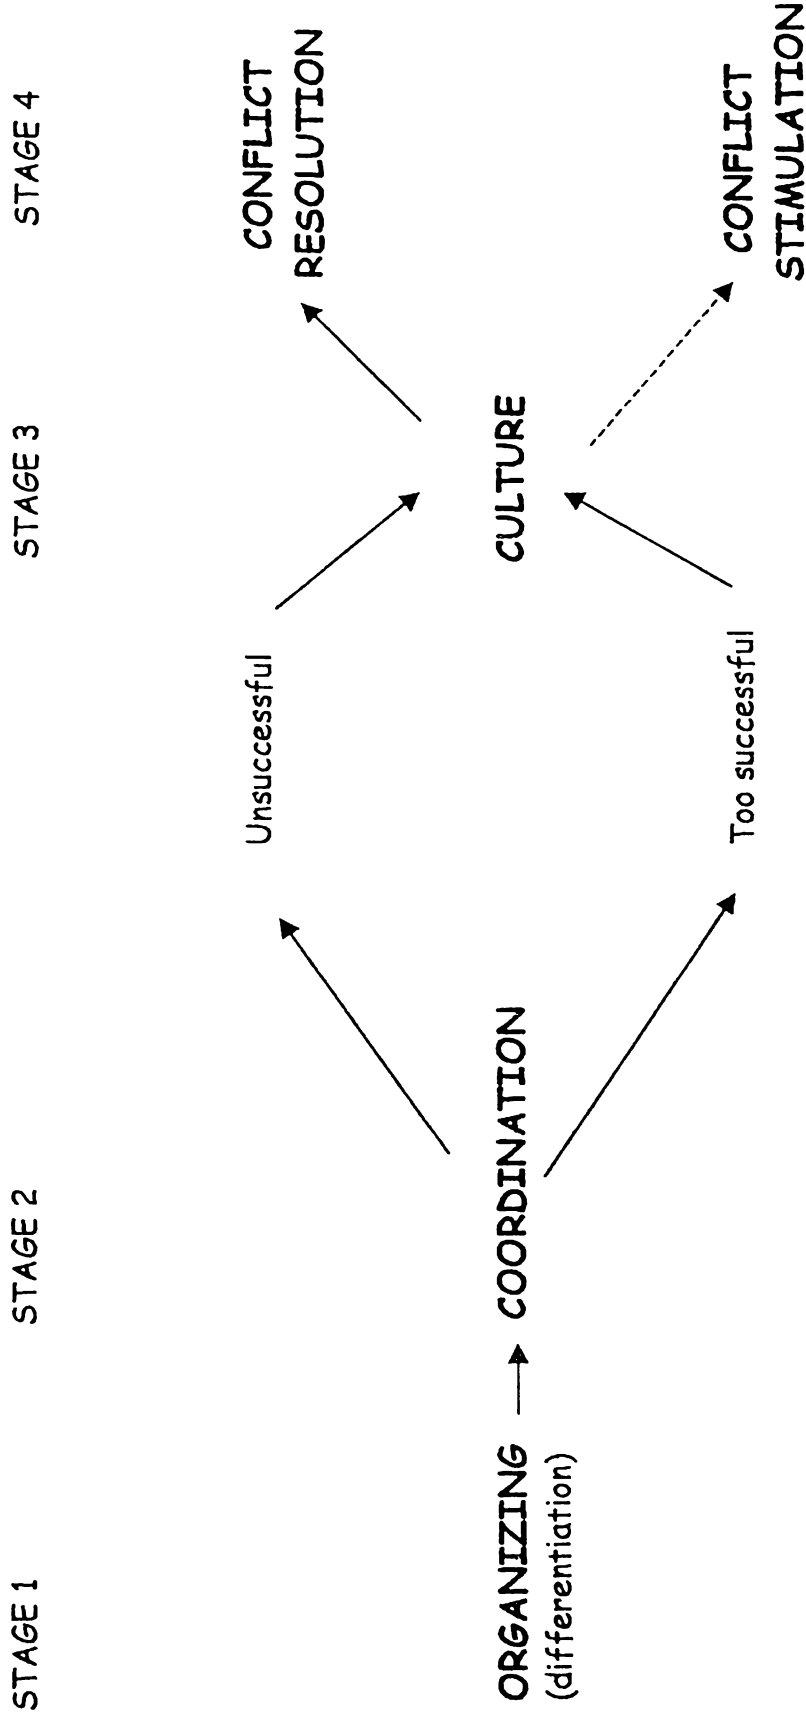 STAGE 1
STAGE 2
STAGE 3
STAGE 4
ORGANIZING
(differentiation)
COORDINATION
Unsuccessful
Too successful
CULTURE
CONFLICT
RESOLUTION
CONFLICT
STIMULATION